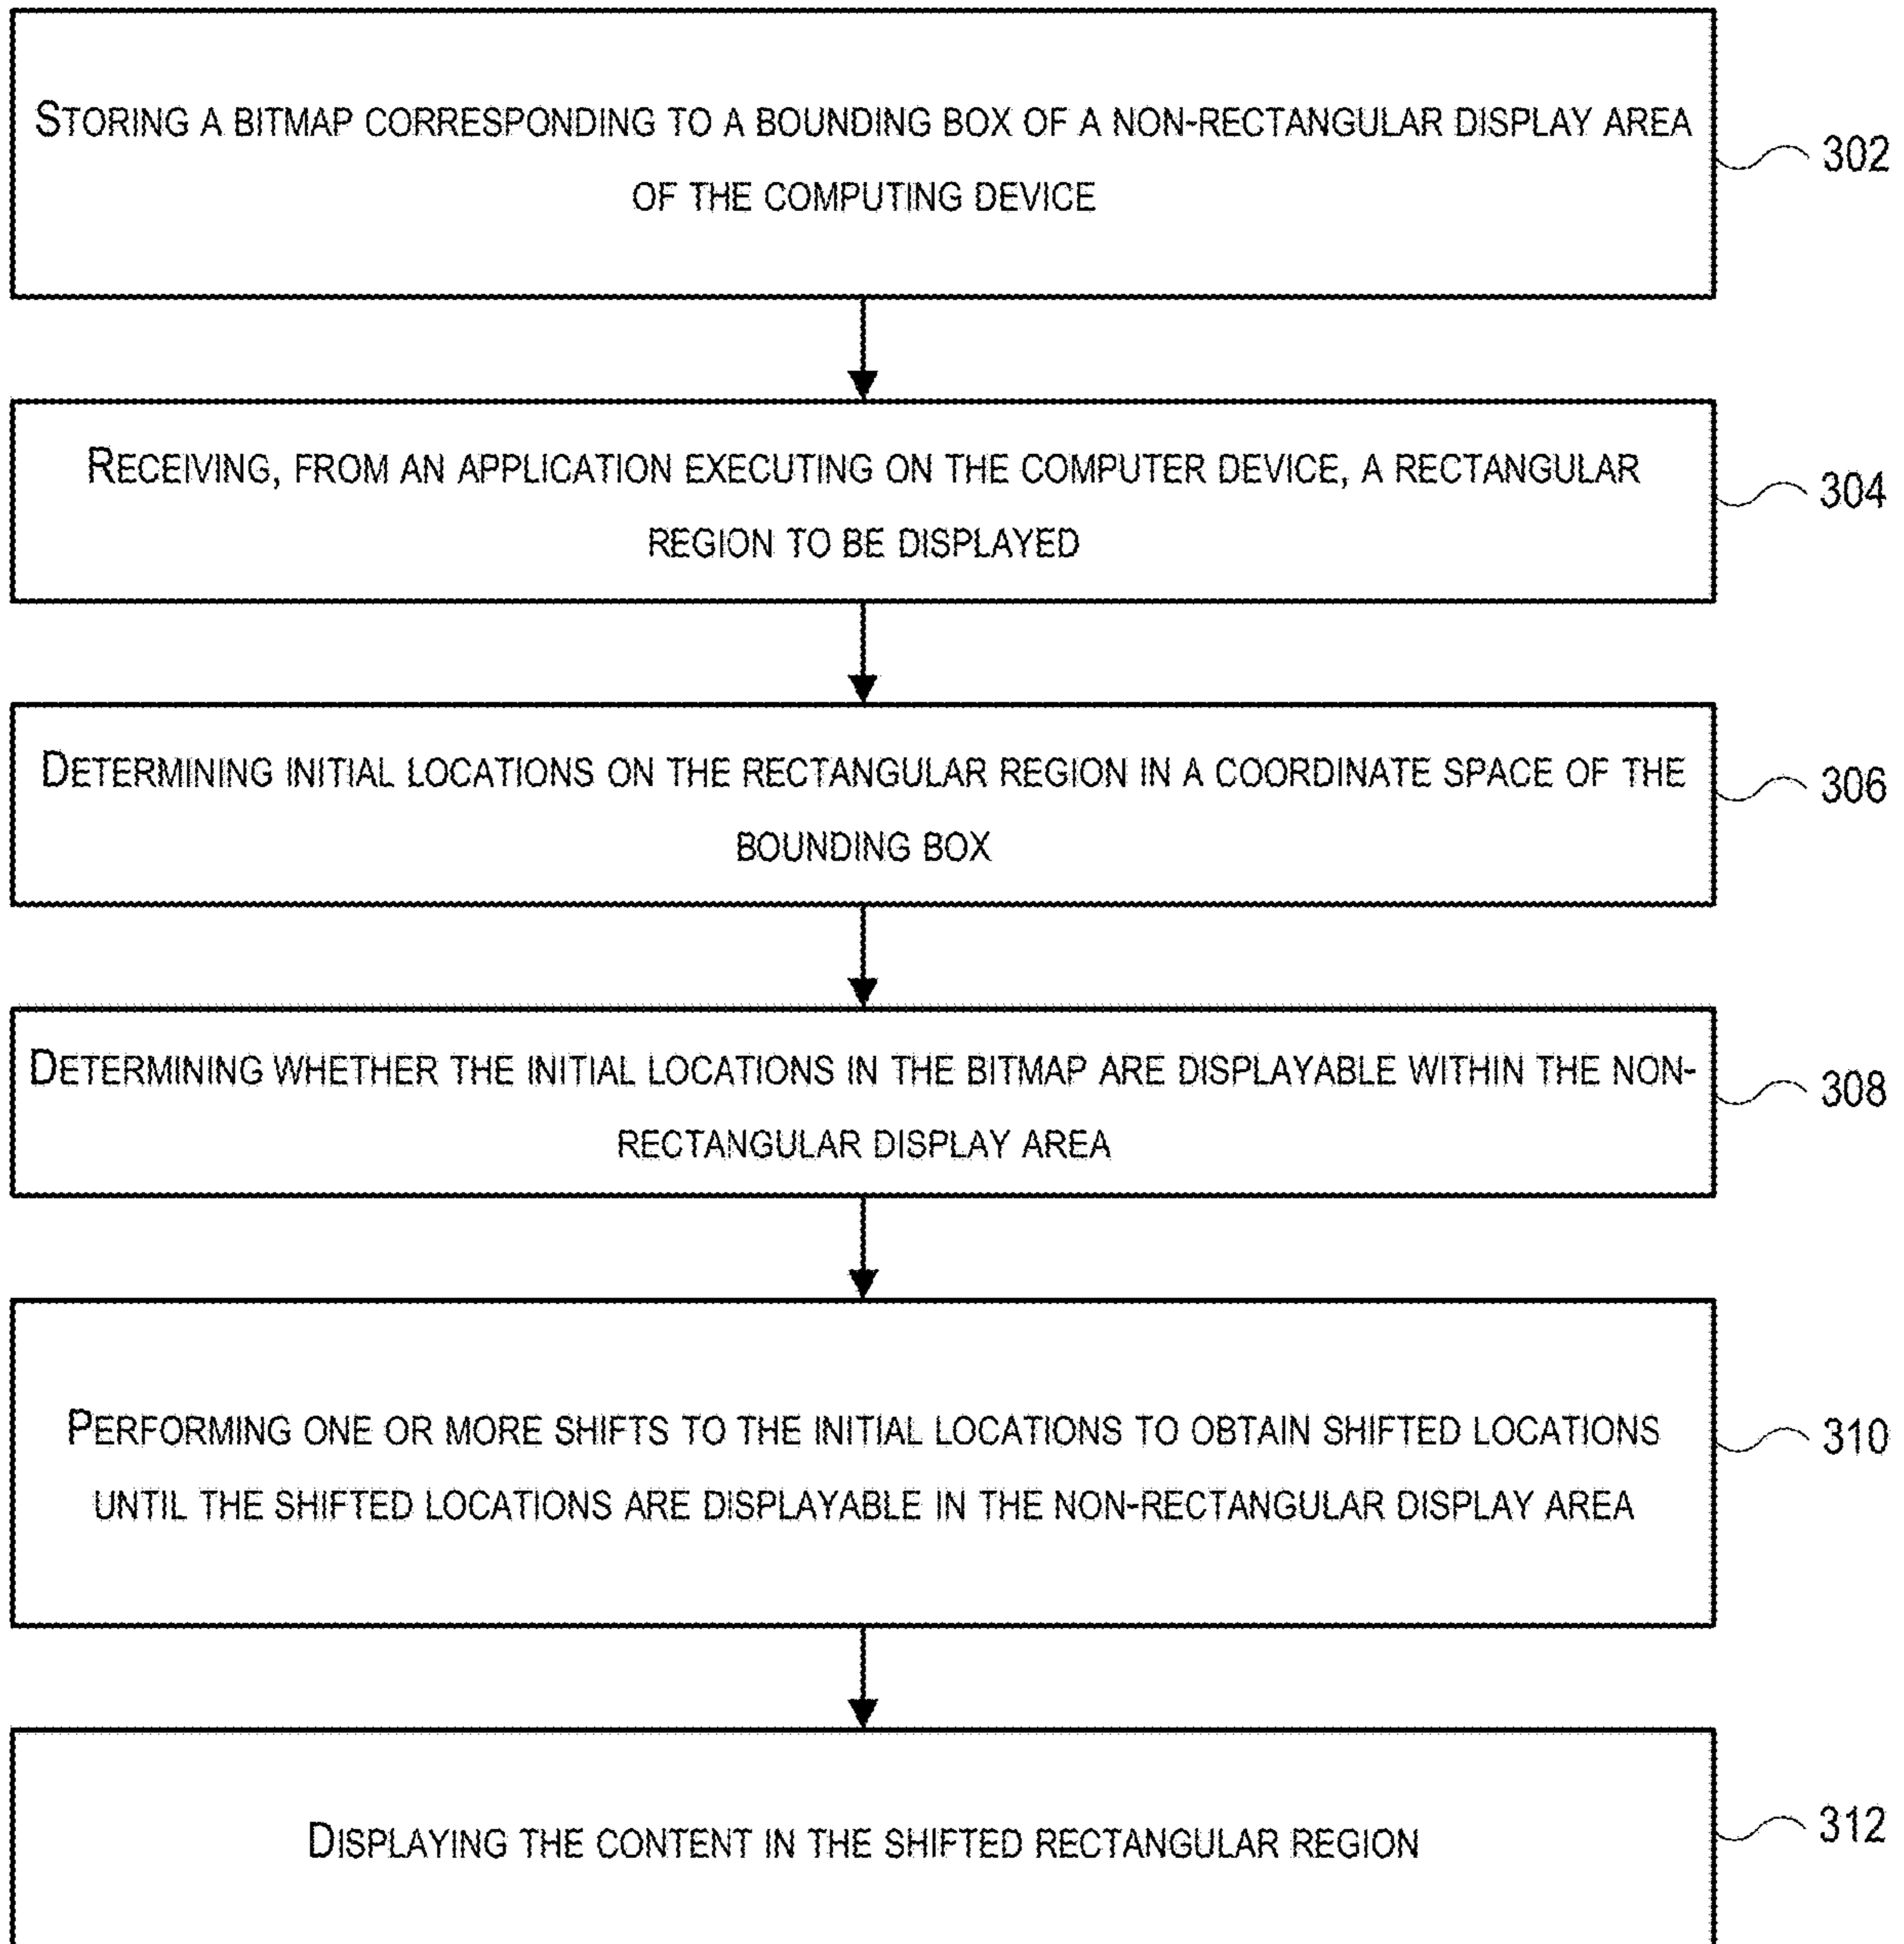 STORING A BITMAP CORRESPONDING TO A BOUNDING BOX OF A NON-RECTANGULAR DISPLAY AREA
OF THE COMPUTING DEVICE
302
RECEIVING, FROM AN APPLICATION EXECUTING ON THE COMPUTER DEVICE, A RECTANGULAR
REGION TO BE DISPLAYED
304
DETERMINING INITIAL LOCATIONS ON THE RECTANGULAR REGION IN A COORDINATE SPACE OF THE
BOUNDING BOX
306
DETERMINING WHETHER THE INITIAL LOCATIONS IN THE BITMAP ARE DISPLAYABLE WITHIN THE NON-
RECTANGULAR DISPLAY AREA
308
PERFORMING ONE OR MORE SHIFTS TO THE INITIAL LOCATIONS TO OBTAIN SHIFTED LOCATIONS
UNTIL THE SHIFTED LOCATIONS ARE DISPLAYABLE IN THE NON-RECTANGULAR DISPLAY AREA
310
DISPLAYING THE CONTENT IN THE SHIFTED RECTANGULAR REGION
312